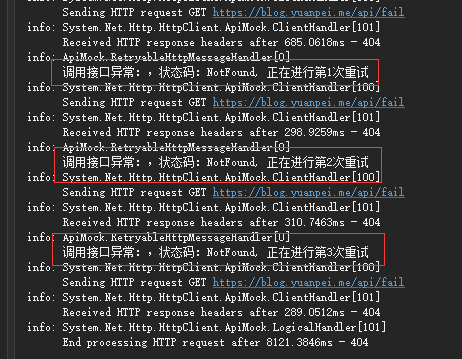 Sending HTTP request GET https://blog.yuanpei.me/api/fail
info: System.Net.Http.HttpClient.ApiMock.ClientHandler[101]
Received HTTP response headers after 685.0618ms - 404
info: ApiMock.RetryableHttpMessageHandler[0]
调用接口异常：，状态码：NotFound, 正在进行第1次重试
info: System.Net.Http.HttpClient.ApiMock.ClientHandler[100]
Sending HTTP request GET https://blog.yuanpei.me/api/fail
info: System.Net.Http.HttpClient.ApiMock.ClientHandler[101]
Received HTTP response headers after 298.9259ms - 404
info: ApiMock.RetryableHttpMessageHandler[0]
调用接口异常：，状态码：NotFound, 正在进行第2次重试
info: System.Net.Http.HttpClient.ApiMock.ClientHandler[100]
Sending HTTP request GET https://blog.yuanpei.me/api/fail
info: System.Net.Http.HttpClient.ApiMock.ClientHandler[101]
Received HTTP response headers after 310.7463ms - 404
info: ApiMock.RetryableHttpMessageHandler[0]
调用接口异常：，状态码：NotFound, 正在进行第3次重试
info: System.Net.Http.HttpClient.ApiMock.ClientHandler[100]
Sending HTTP request GET https://blog.yuanpei.me/api/fail
info: System.Net.Http.HttpClient.ApiMock.ClientHandler[101]
Received HTTP response headers after 289.0512ms - 404
info: System.Net.Http.HttpClient.ApiMock.LogicalHandler[101]
End processing HTTP request after 8121.3846ms - 404